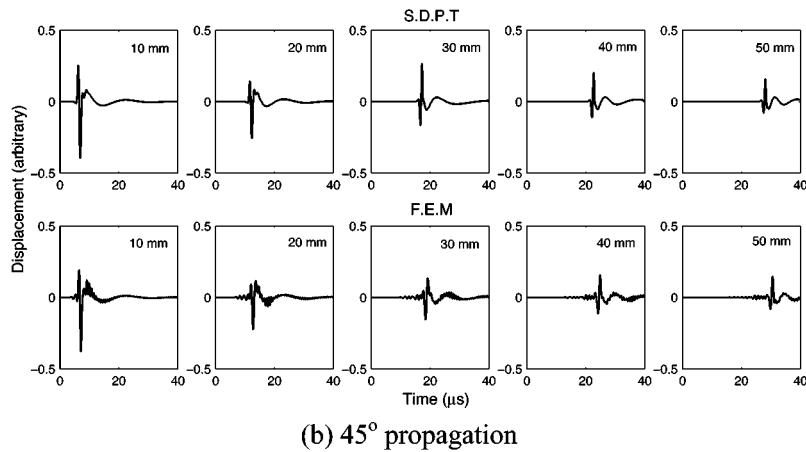 S.D.P.T
0.5 0.5 0.5 0.5 0.5
10 mm 20 mm 30 mm 40 mm 50 mm
0 0 0 0 0
−0.5 −0.5 −0.5 −0.5 −0.5
0 20 40 0 20 40 0 20 40 0 20 40 0 20 40
Displacement (arbitrary)
F.E.M
0.5 0.5 0.5 0.5 0.5
10 mm 20 mm 30 mm 40 mm 50 mm
0 0 0 0 0
−0.5 −0.5 −0.5 −0.5 −0.5
0 20 40 0 20 40 0 20 40 0 20 40 0 20 40
Time (μs)
(b) 45° propagation